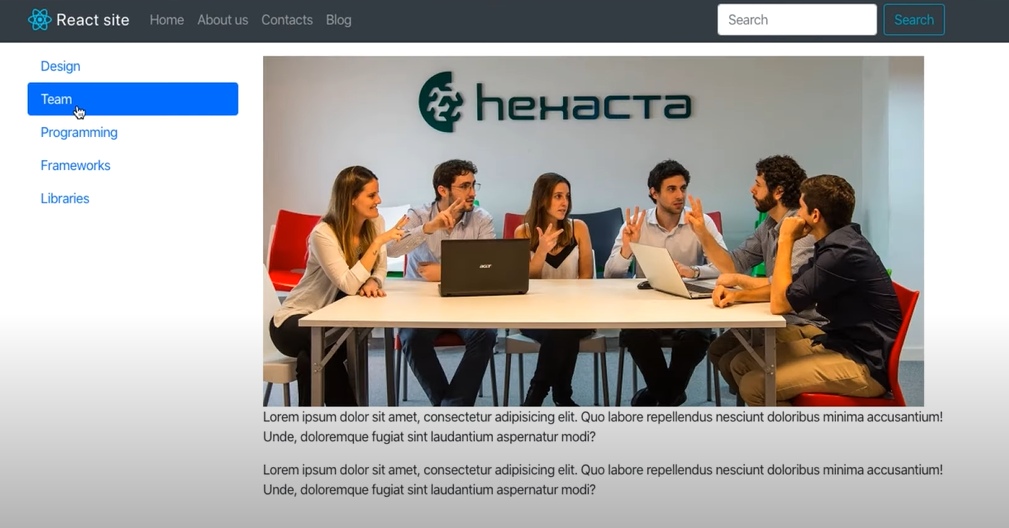 React site
Home
About us
Contacts
Blog
Search
Search
Design
Team
Programming
Frameworks
Libraries
hexacta
acer
Lorem ipsum dolor sit amet, consectetur adipisicing elit. Quo labore repellendus nesciunt doloribus minima accusantium!
Unde, doloremque fugiat sint laudantium aspernatur modi?
Lorem ipsum dolor sit amet, consectetur adipisicing elit. Quo labore repellendus nesciunt doloribus minima accusantium!
Unde, doloremque fugiat sint laudantium aspernatur modi?